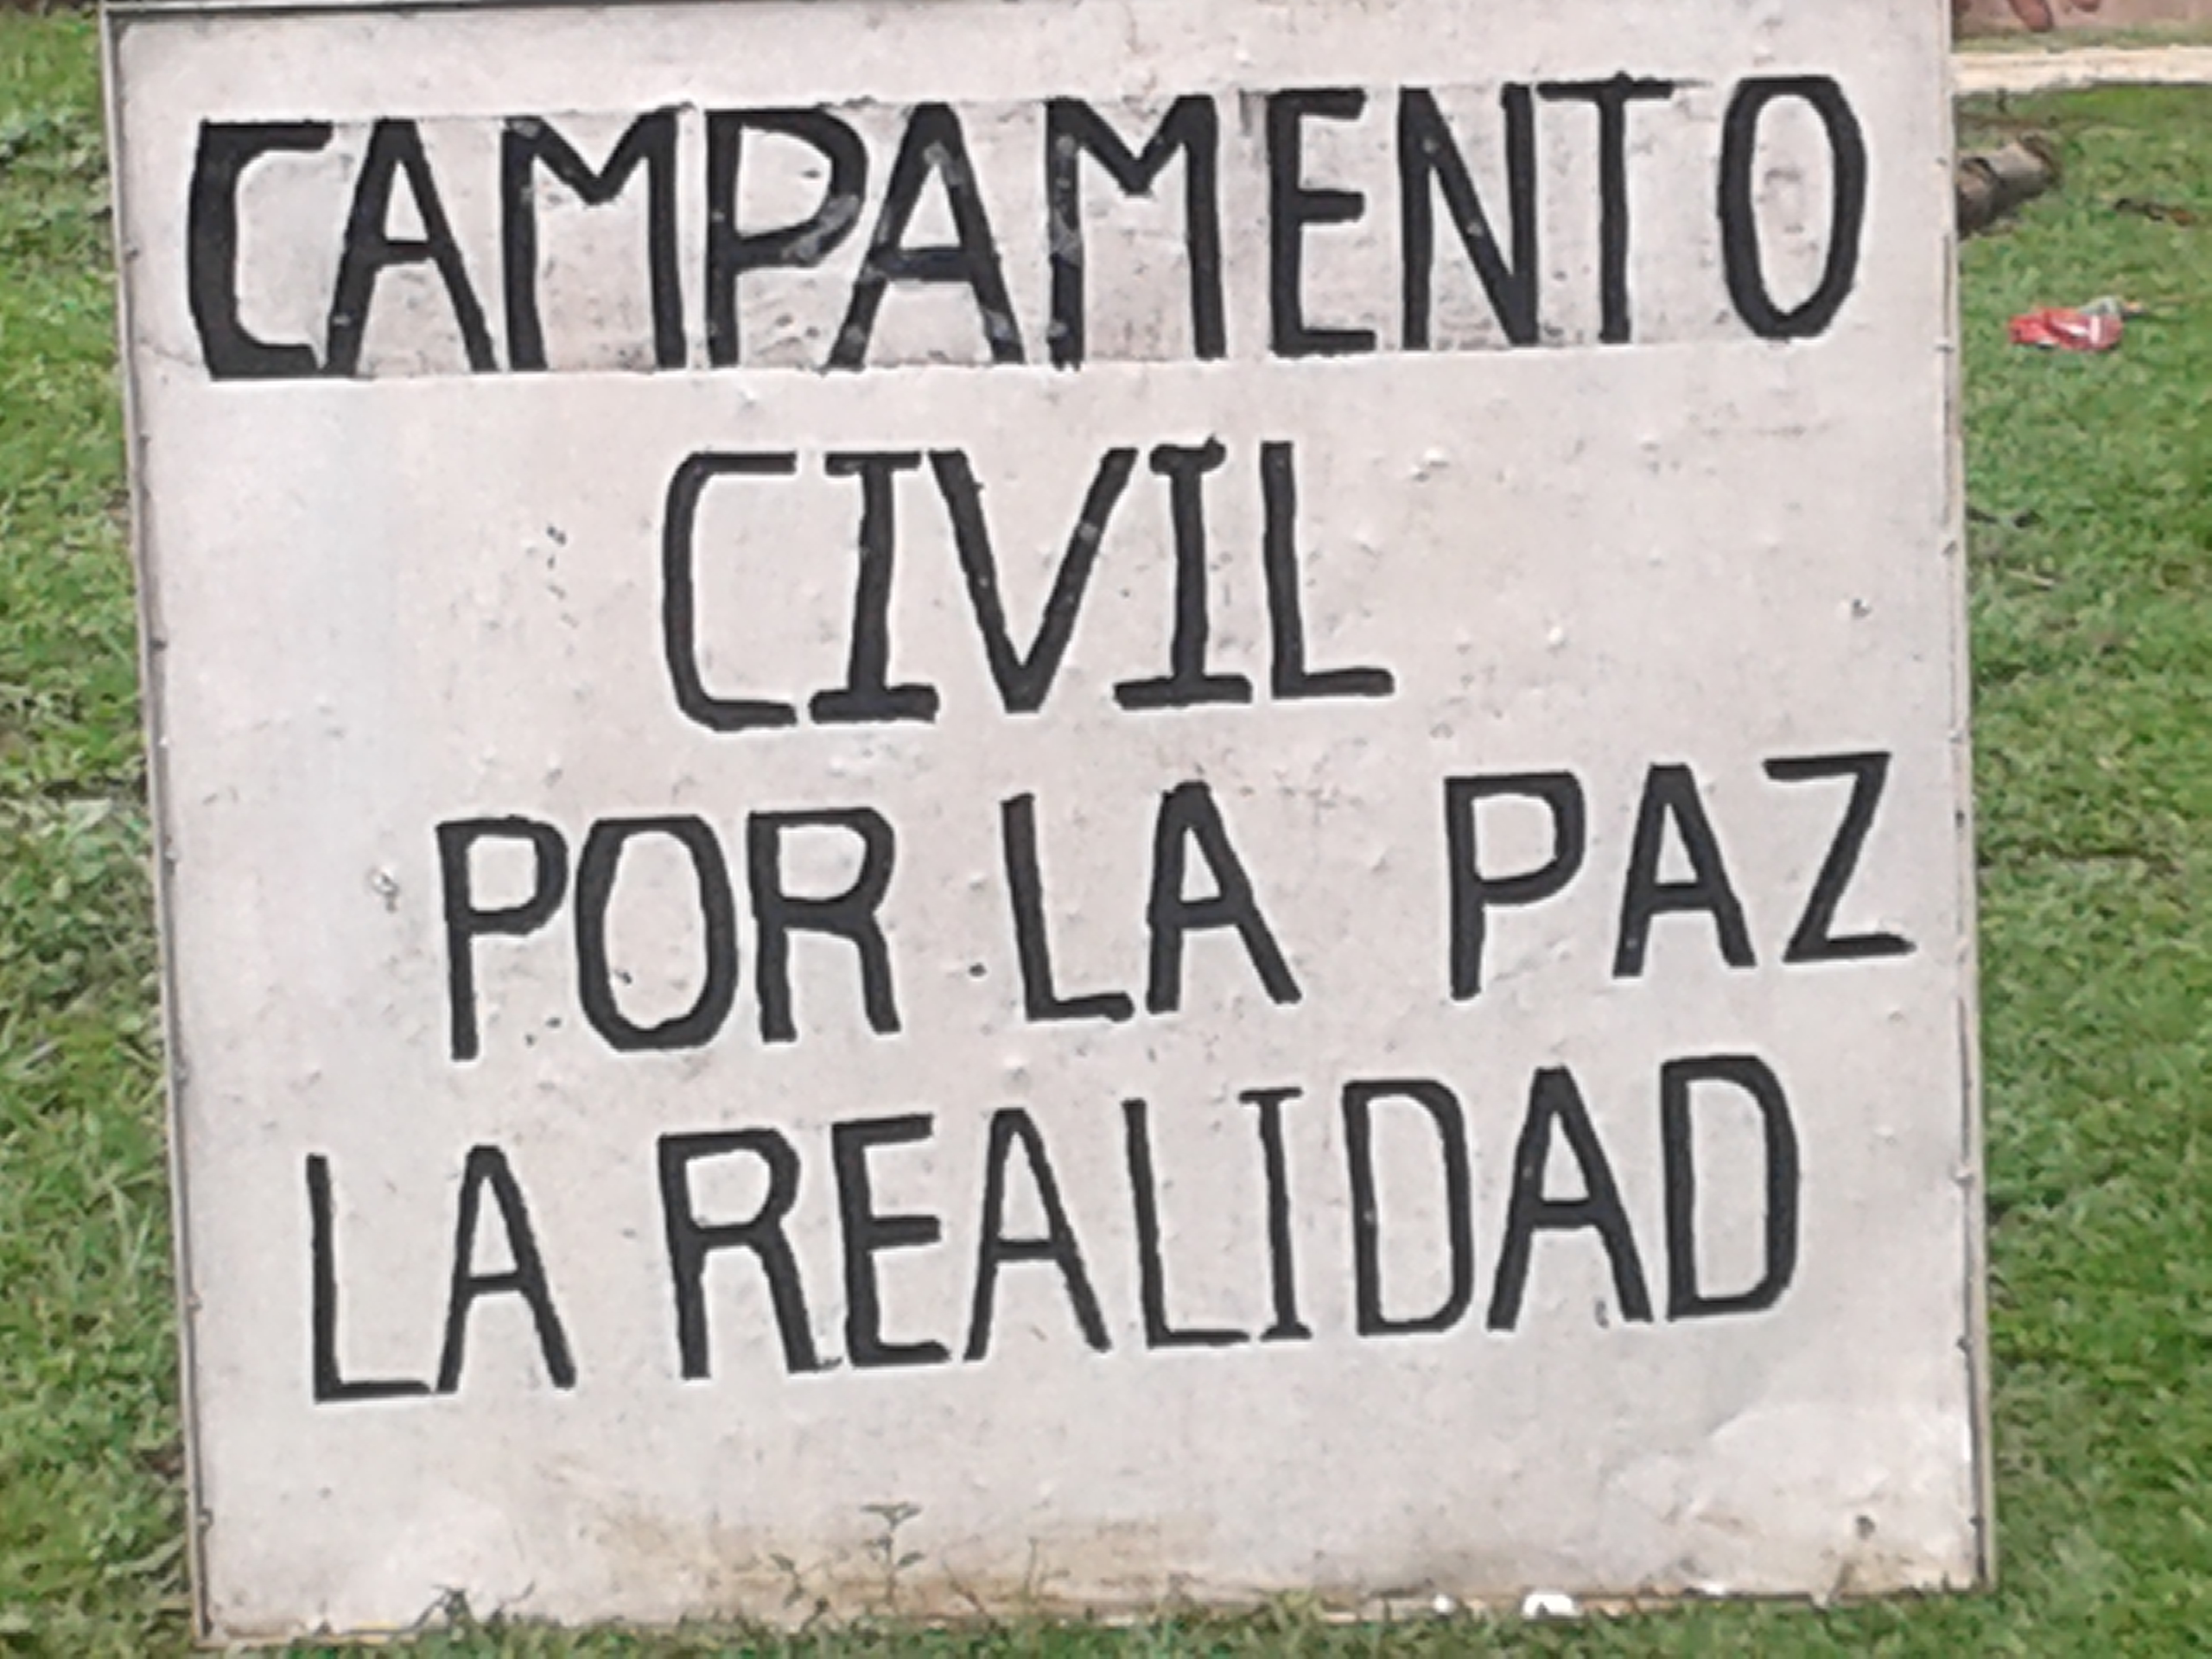 CAMPAMENTO
CIVIL
POR LA PAZ
LA REALIDAD